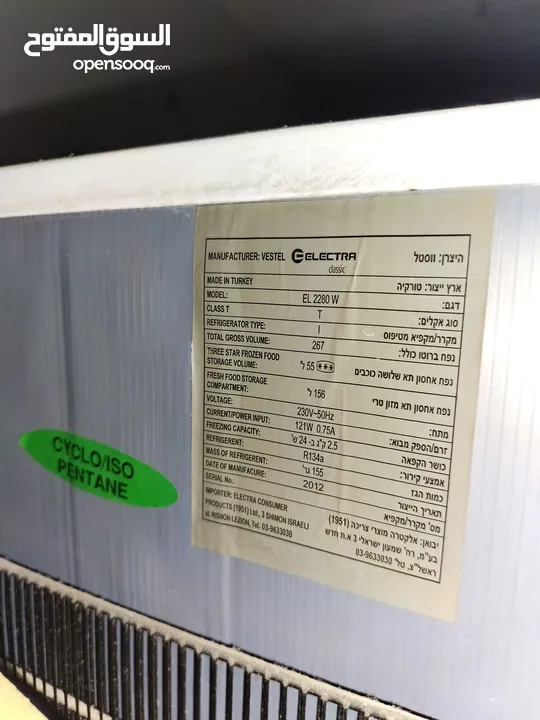 السوق المفتوح
opensooq.com
MANUFACTURER: VESTEL ELECTRA classic היצרן: ווסטל
MADE IN TURKEY ארץ ייצור: טורקיה
MODEL: EL 2280 W דגם:
CLASS T T סוג אקלים:
REFRIGERATOR TYPE: I מקרר/מקפיא מטיפוס
TOTAL GROSS VOLUME: 267 נפח ברוטו כולל:
THREE STAR FROZEN FOOD
STORAGE VOLUME: 55 ל' נפח אחסון תא שלושה כוכבים
FRESH FOOD STORAGE
COMPARTMENT: 156 ל' נפח אחסון תא מזון טרי
VOLTAGE: 230V~50Hz מתח:
CURRENT/POWER INPUT: 121W 0.75A זרם/הספק מבוא:
FREEZING CAPACITY: 2.5 ק"ג ב- 24 ש' כושר הקפאה
REFRIGERENT: R134a אמצעי קירור:
MASS OF REFRIGERANT: 155 גר' כמות הגז
DATE OF MANUFACURE: 2012 תאריך הייצור
SERIAL No.: מס' מקרר/מקפיא
IMPORTER: ELECTRA CONSUMER
PRODUCTS (1951) Ltd, 3 SHIMON ISRAELI
st. RISHON LEZION, Tel. 03-9633030
יבואן: אלקטרה מוצרי צריכה (1951)
בע"מ, רח' שמעון ישראלי 3 א.ת חדש
ראשל"צ, טל' 03-9633030
CYCLO/ISO
PENTANE